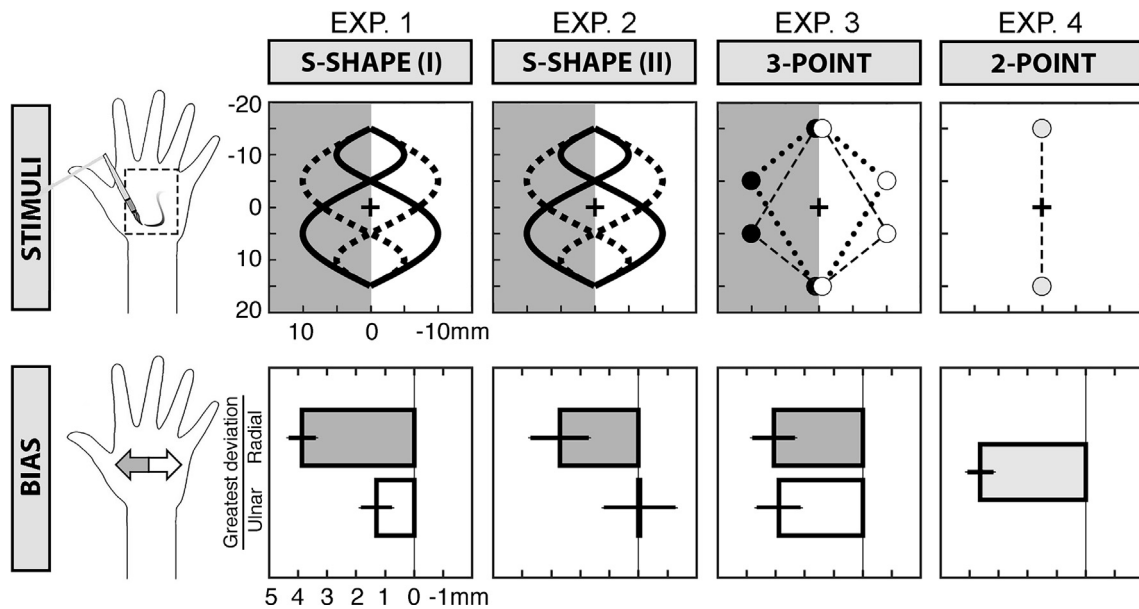 EXP. 1 EXP. 2 EXP. 3 EXP. 4
S-SHAPE (I) S-SHAPE (II) 3-POINT 2-POINT
STIMULI
-20
-10
0
10
20
10 0 -10mm
BIAS
Greatest deviation
Radial
Ulnar
5 4 3 2 1 0 -1mm